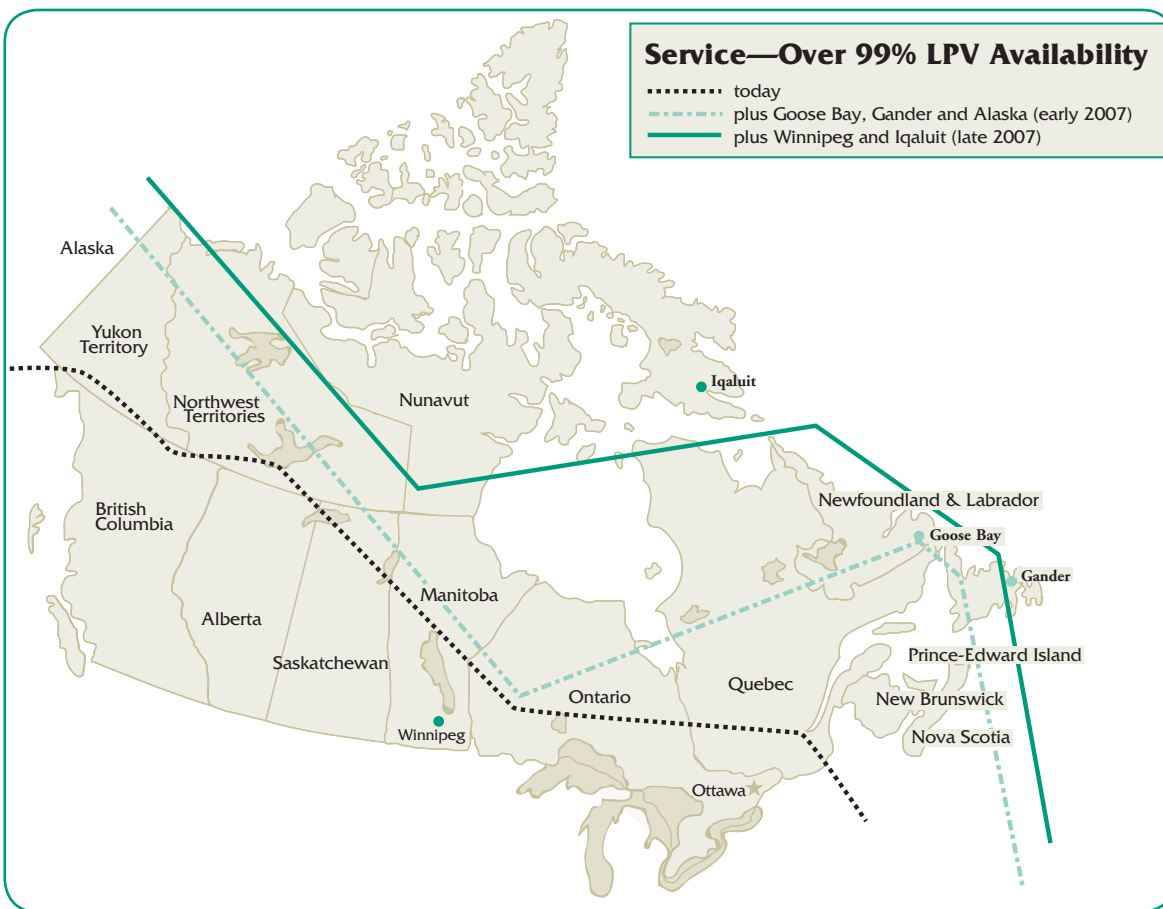 Service—Over 99% LPV Availability
today
plus Goose Bay, Gander and Alaska (early 2007)
plus Winnipeg and Iqaluit (late 2007)
Alaska
Yukon
Territory
Northwest
Territories
Nunavut
Iqaluit
British
Columbia
Newfoundland & Labrador
Goose Bay
Gander
Manitoba
Alberta
Saskatchewan
Prince-Edward Island
Quebec
Ontario
New Brunswick
Winnipeg
Nova Scotia
Ottawa